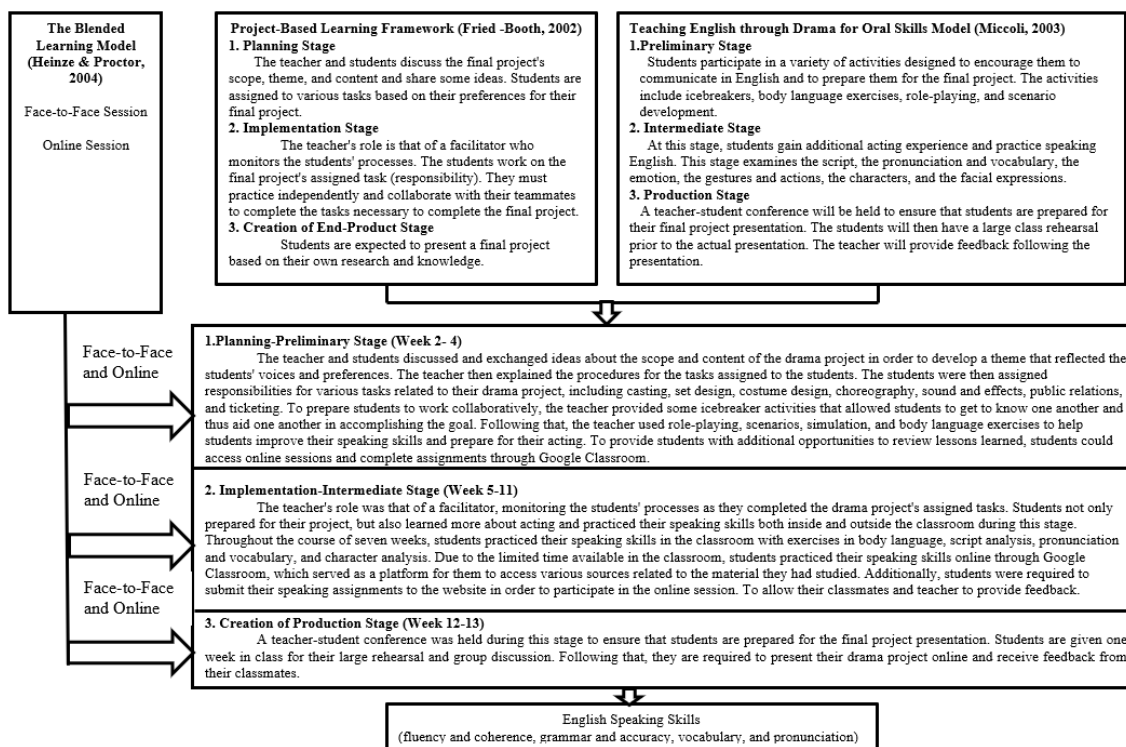 The Blended
Learning Model
(Heinze & Proctor,
2004)
Face-to-Face Session
Online Session
Project-Based Learning Framework (Fried -Booth, 2002)
1. Planning Stage
The teacher and students discuss the final project's
scope, theme, and content and share some ideas. Students are
assigned to various tasks based on their preferences for their
final project.
2. Implementation Stage
The teacher's role is that of a facilitator who
monitors the students' processes. The students work on the
final project's assigned task (responsibility). They must
practice independently and collaborate with their teammates
to complete the tasks necessary to complete the final project.
3. Creation of End-Product Stage
Students are expected to present a final project
based on their own research and knowledge.
Teaching English through Drama for Oral Skills Model (Miccoli, 2003)
1.Preliminary Stage
Students participate in a variety of activities designed to encourage them to
communicate in English and to prepare them for the final project. The activities
include icebreakers, body language exercises, role-playing, and scenario
development.
2. Intermediate Stage
At this stage, students gain additional acting experience and practice speaking
English. This stage examines the script, the pronunciation and vocabulary, the
emotion, the gestures and actions, the characters, and the facial expressions.
3. Production Stage
A teacher-student conference will be held to ensure that students are prepared for
their final project presentation. The students will then have a large class rehearsal
prior to the actual presentation. The teacher will provide feedback following the
presentation.
Face-to-Face
and Online
1.Planning-Preliminary Stage (Week 2- 4)
The teacher and students discussed and exchanged ideas about the scope and content of the drama project in order to develop a theme that reflected the
students' voices and preferences. The teacher then explained the procedures for the tasks assigned to the students. The students were then assigned
responsibilities for various tasks related to their drama project, including casting, set design, costume design, choreography, sound and effects, public relations,
and ticketing. To prepare students to work collaboratively, the teacher provided some icebreaker activities that allowed students to get to know one another and
thus aid one another in accomplishing the goal. Following that, the teacher used role-playing, scenarios, simulation, and body language exercises to help
students improve their speaking skills and prepare for their acting. To provide students with additional opportunities to review lessons learned, students could
access online sessions and complete assignments through Google Classroom.
Face-to-Face
and Online
2. Implementation-Intermediate Stage (Week 5-11)
The teacher's role was that of a facilitator, monitoring the students' processes as they completed the drama project's assigned tasks. Students not only
prepared for their project, but also learned more about acting and practiced their speaking skills both inside and outside the classroom during this stage.
Throughout the course of seven weeks, students practiced their speaking skills in the classroom with exercises in body language, script analysis, pronunciation
and vocabulary, and character analysis. Due to the limited time available in the classroom, students practiced their speaking skills online through Google
Classroom, which served as a platform for them to access various sources related to the material they had studied. Additionally, students were required to
submit their speaking assignments to the website in order to participate in the online session. To allow their classmates and teacher to provide feedback.
Face-to-Face
and Online
3. Creation of Production Stage (Week 12-13)
A teacher-student conference was held during this stage to ensure that students are prepared for the final project presentation. Students are given one
week in class for their large rehearsal and group discussion. Following that, they are required to present their drama project online and receive feedback from
their classmates.
English Speaking Skills
(fluency and coherence, grammar and accuracy, vocabulary, and pronunciation)